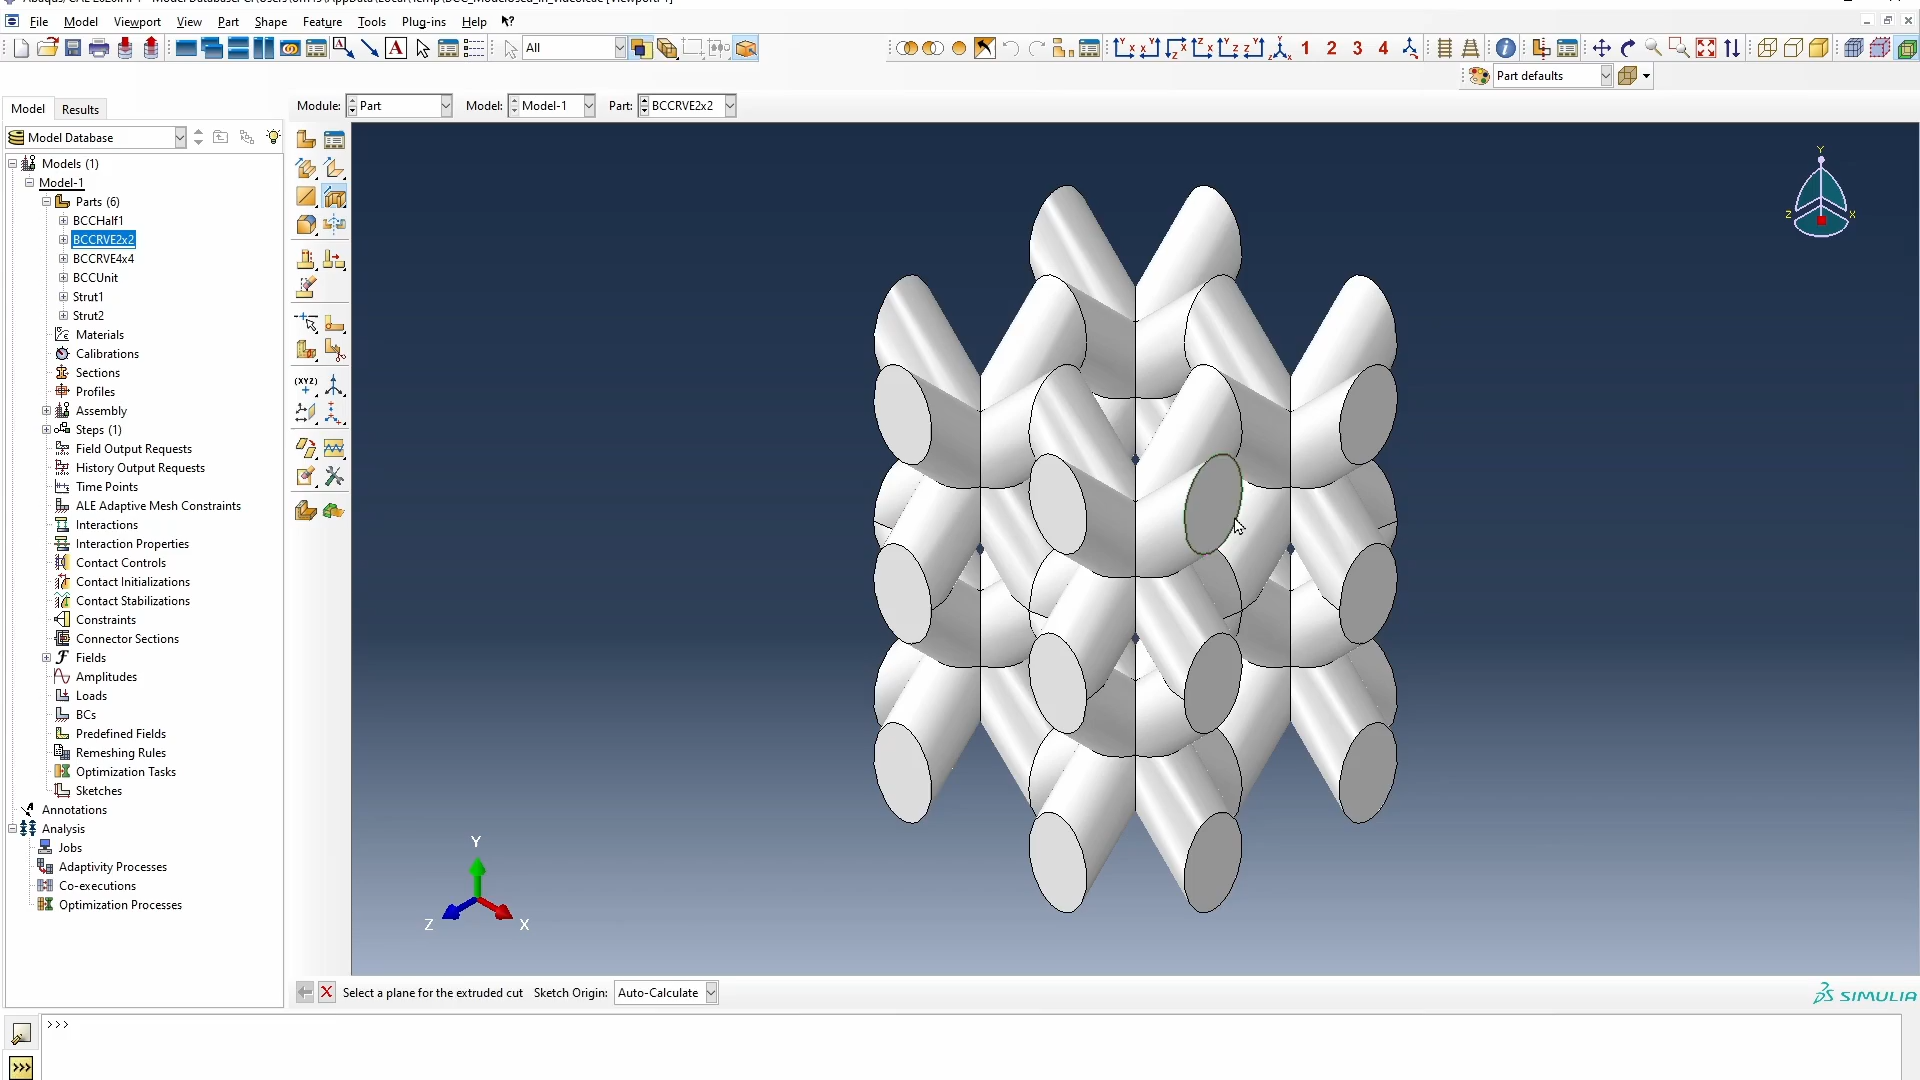 File Model Viewport View Part Shape Feature Tools Plug-ins Help
All
1 2 3 4
Part defaults
Model Results
Module: Part Model: Model-1 Part: BCCRVE2x2
Model Database
Models (1)
Model-1
Parts (6)
BCCHalf1
BCCRVE2x2
BCCRVE4x4
BCCUnit
Strut1
Strut2
Materials
Calibrations
Sections
Profiles
Assembly
Steps (1)
Field Output Requests
History Output Requests
Time Points
ALE Adaptive Mesh Constraints
Interactions
Interaction Properties
Contact Controls
Contact Initializations
Contact Stabilizations
Constraints
Connector Sections
Fields
Amplitudes
Loads
BCs
Predefined Fields
Remeshing Rules
Optimization Tasks
Sketches
Annotations
Analysis
Jobs
Adaptivity Processes
Co-executions
Optimization Processes
(XYZ)
Y
Z X
Y
Z X
Select a plane for the extruded cut Sketch Origin: Auto-Calculate
SIMULIA
>>>
>>>